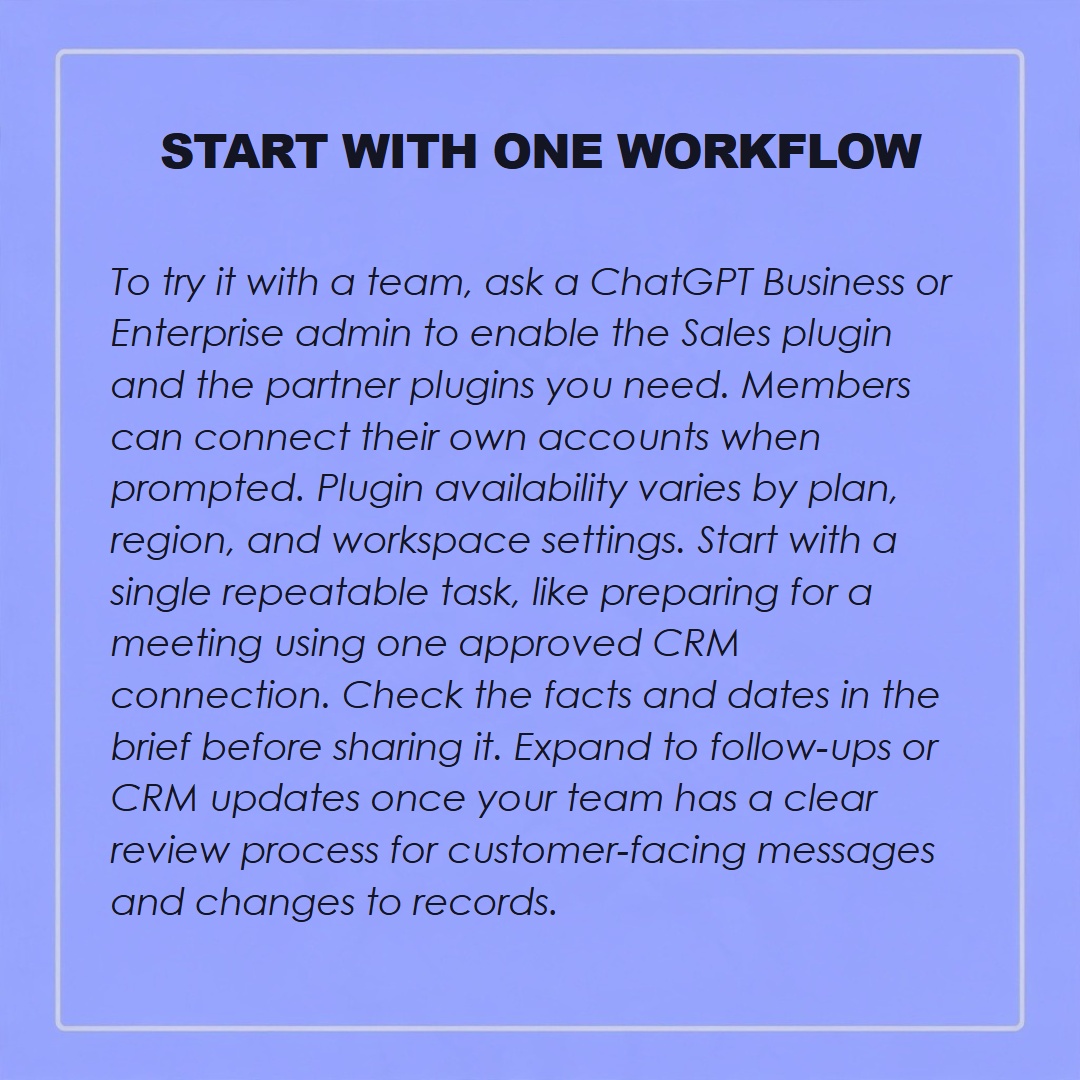 START WITH ONE WORKFLOW
To try it with a team, ask a ChatGPT Business or
Enterprise admin to enable the Sales plugin
and the partner plugins you need. Members
can connect their own accounts when
prompted. Plugin availability varies by plan,
region, and workspace settings. Start with a
single repeatable task, like preparing for a
meeting using one approved CRM
connection. Check the facts and dates in the
brief before sharing it. Expand to follow-ups or
CRM updates once your team has a clear
review process for customer-facing messages
and changes to records.